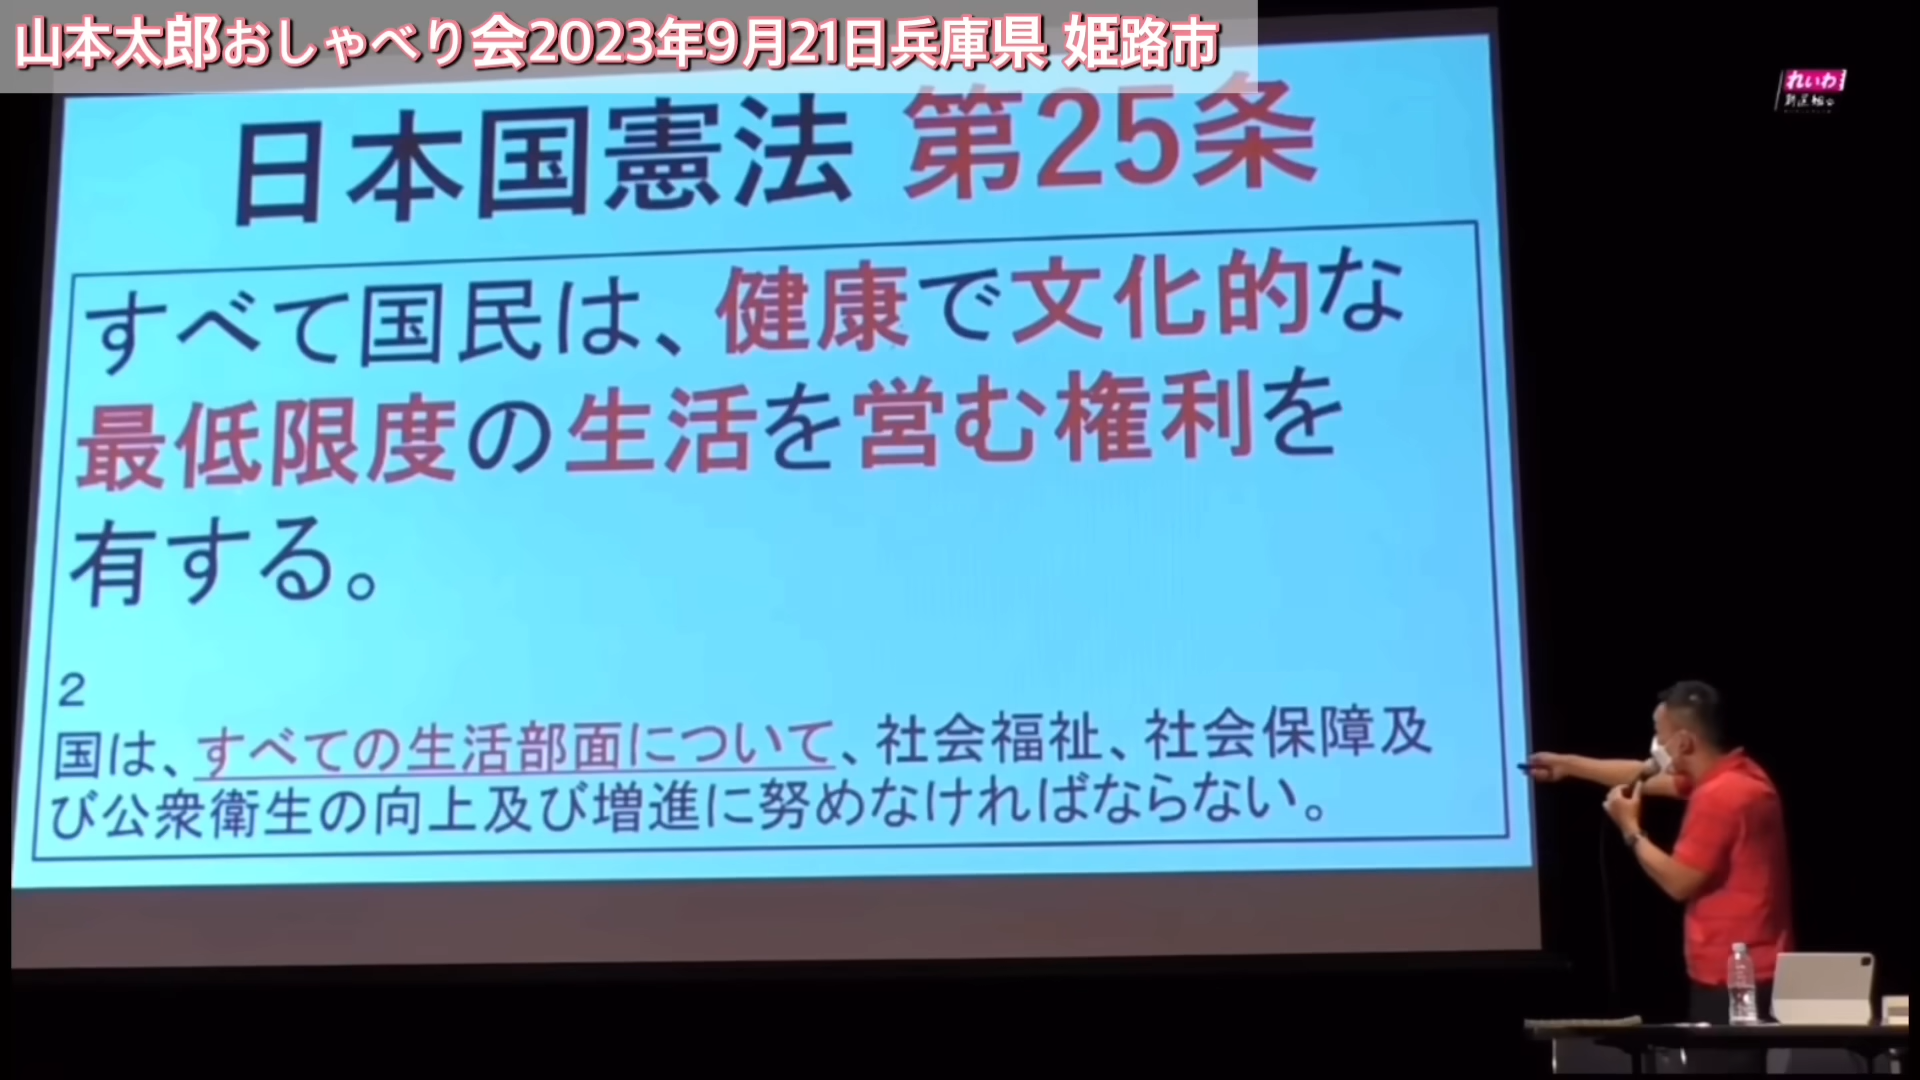 山本太郎おしゃべり会2023年9月21日兵庫県 姫路市
れいわ
新選組
日本国憲法 第25条
すべて国民は、健康で文化的な
最低限度の生活を営む権利を
有する。
2
国は、すべての生活部面について、社会福祉、社会保障及
び公衆衛生の向上及び増進に努めなければならない。